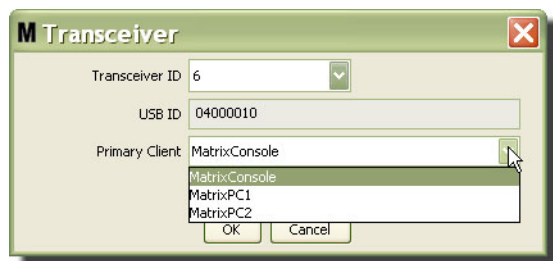 M Transceiver
Transceiver ID 6
USB ID 04000010
Primary Client MatrixConsole
MatrixConsole
MatrixPC1
MatrixPC2
OK Cancel